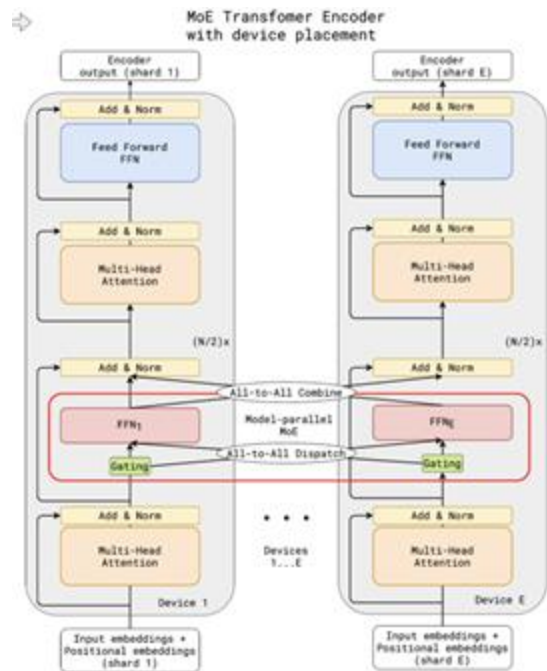 MoE Transfomer Encoder
with device placement
Encoder
output (shard 1)
Encoder
output (shard E)
Add & Norm
Add & Norm
Feed Forward
FFN
Feed Forward
FFN
Add & Norm
Add & Norm
Multi-Head
Attention
Multi-Head
Attention
(N/2)x
(N/2)x
Add & Norm
Add & Norm
All-to-All Combine
FFN1
Model-parallel
MoE
FFNE
All-to-All Dispatch
Gating
Gating
Add & Norm
Add & Norm
Multi-Head
Attention
Devices
1...E
Multi-Head
Attention
Device 1
Device E
Input embeddings +
Positional embeddings
(shard 1)
Input embeddings +
Positional embeddings
(shard E)